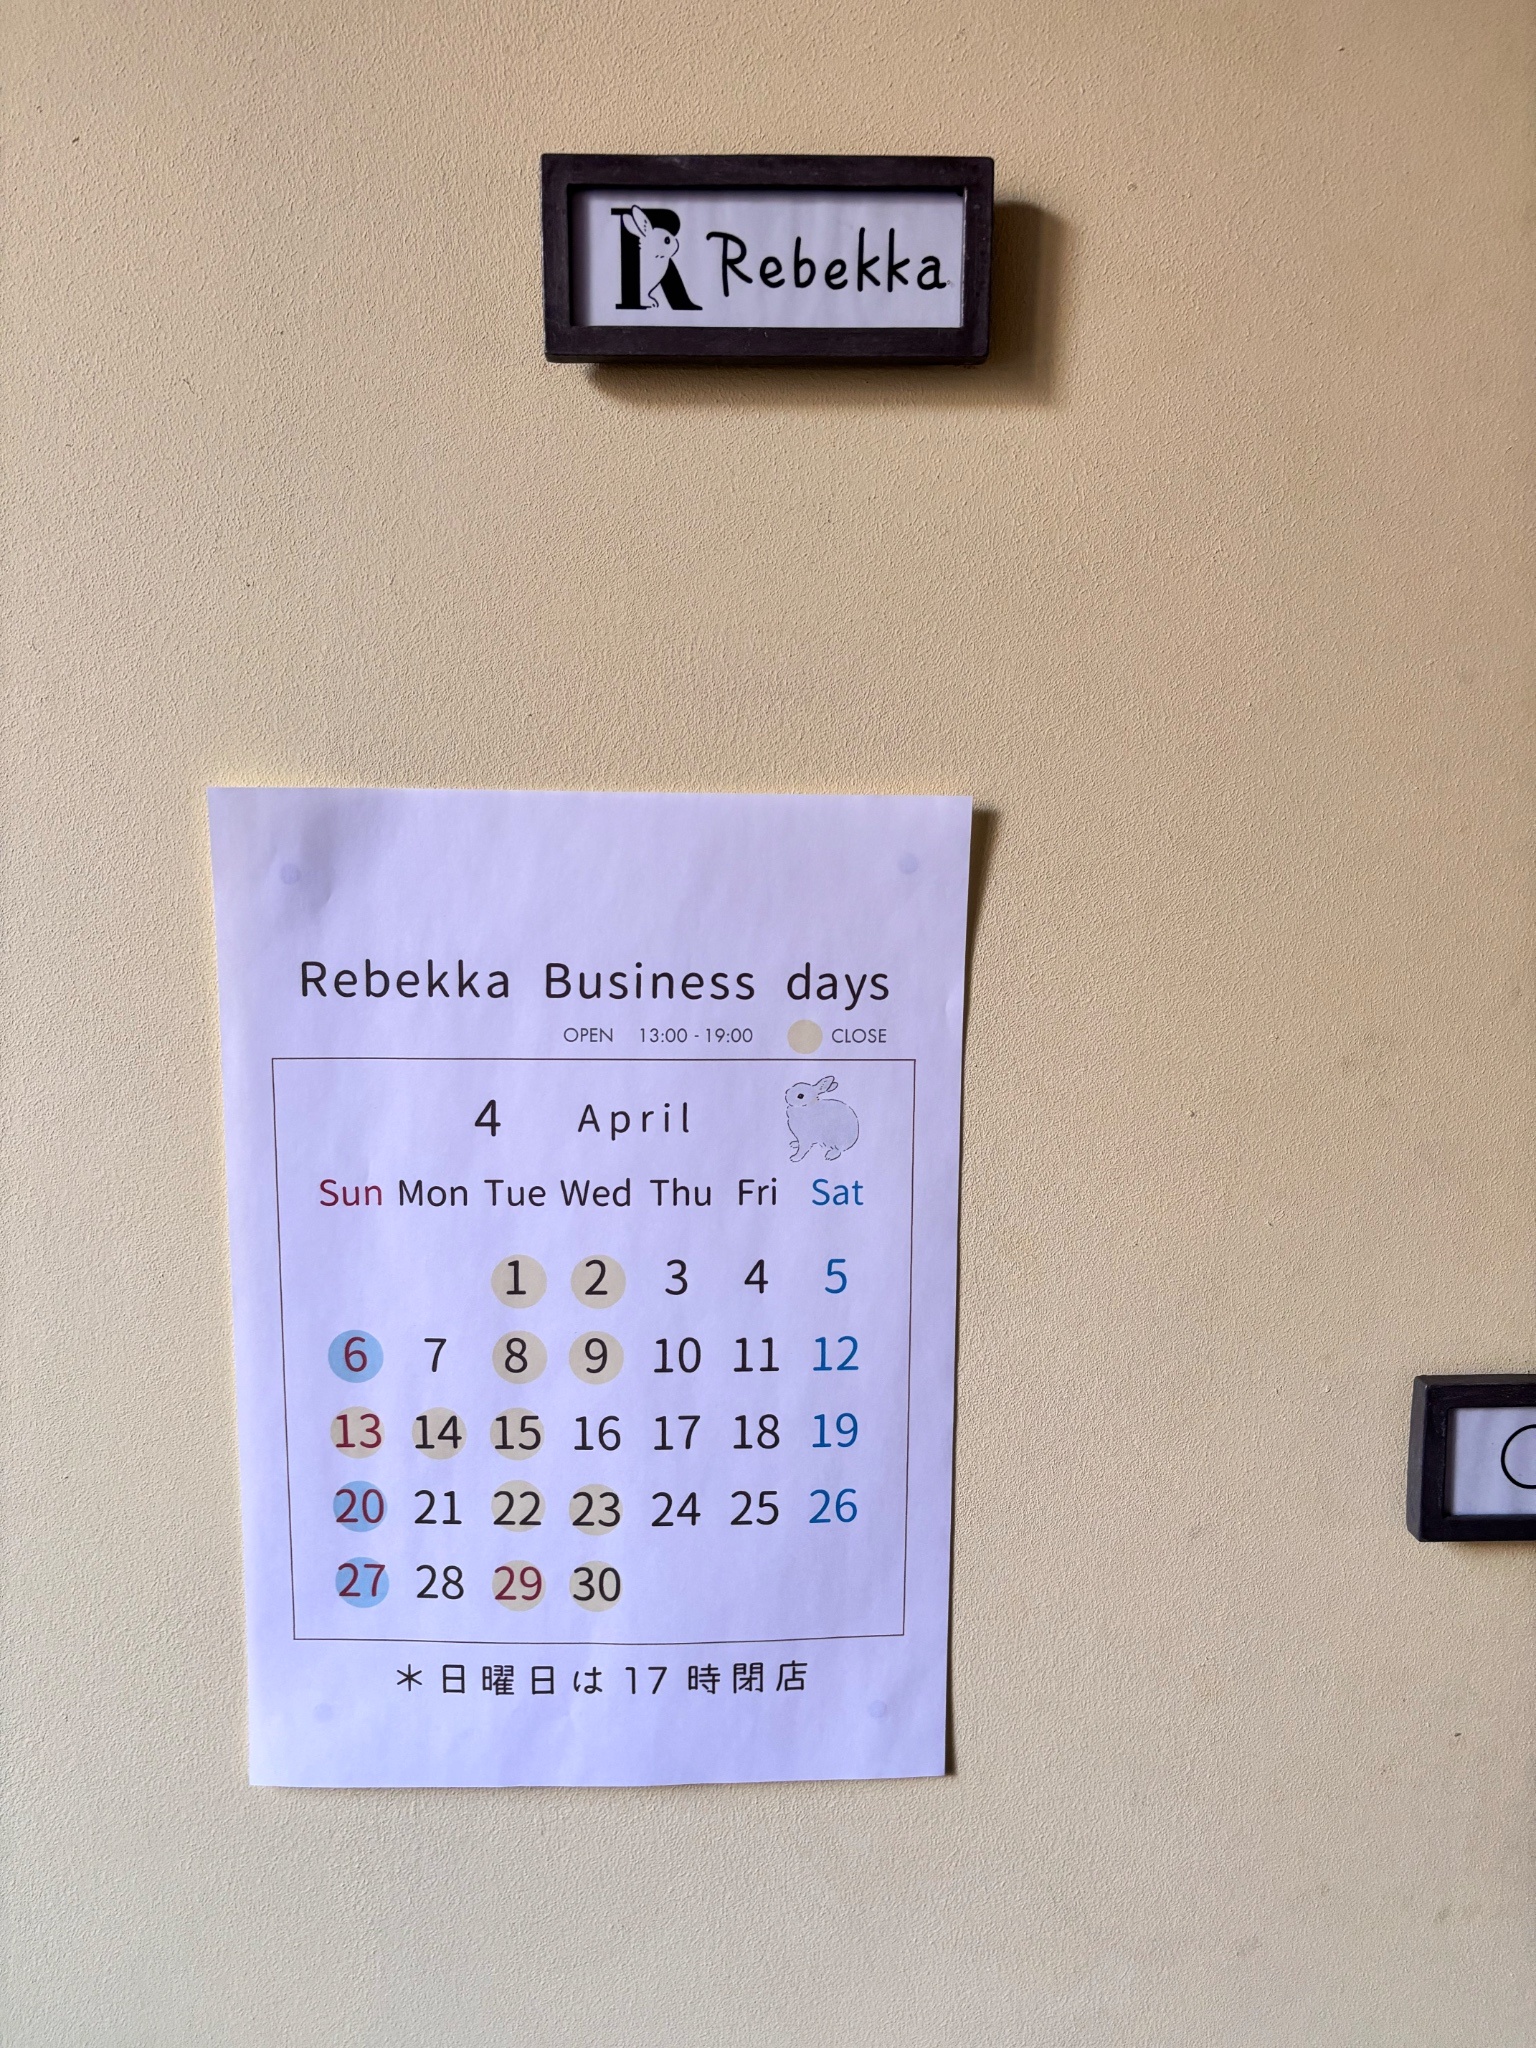 R Rebekka
Rebekka Business days
OPEN 13:00 - 19:00 CLOSE
4 April
Sun Mon Tue Wed Thu Fri Sat
1 2 3 4 5
6 7 8 9 10 11 12
13 14 15 16 17 18 19
20 21 22 23 24 25 26
27 28 29 30
＊日曜日は17時閉店